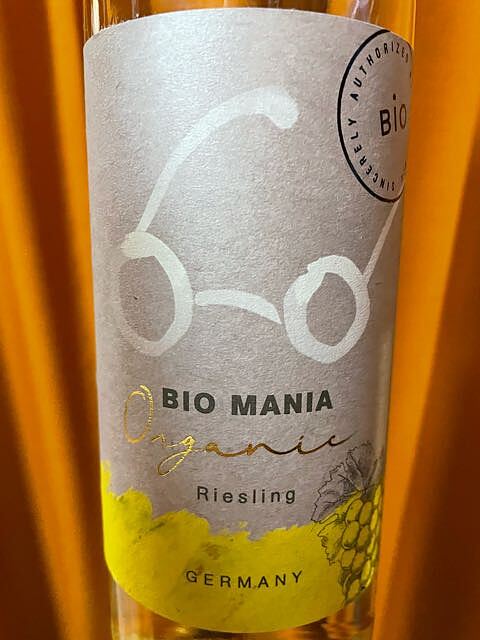 SINCERELY AUTHORIZED
BiO
BIO MANIA
Organic
Riesling
GERMANY